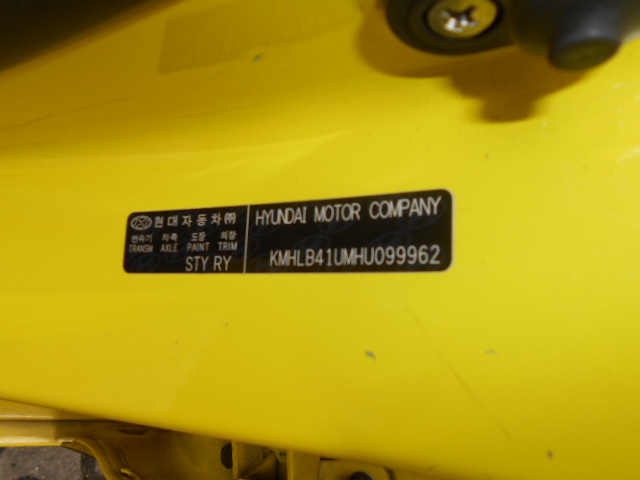 현대자동차㈜
변속기 차축 도장 의장
TRANSM AXLE PAINT TRIM
STY RY
HYUNDAI MOTOR COMPANY
KMHLB41UMHU099962